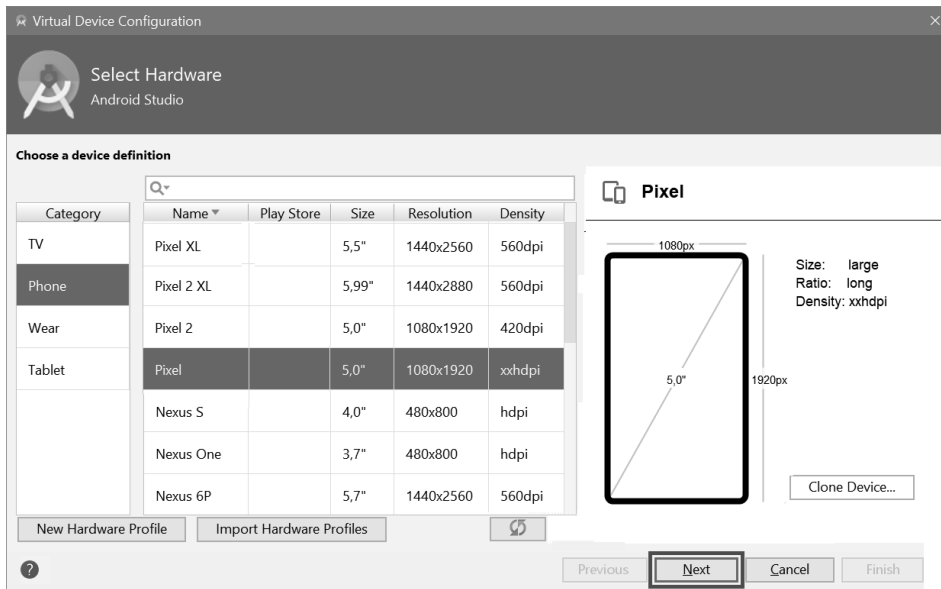 Virtual Device Configuration
Select Hardware
Android Studio
Choose a device definition
Category
TV
Phone
Wear
Tablet
Name Play Store Size Resolution Density
Pixel XL 5,5" 1440x2560 560dpi
Pixel 2 XL 5,99" 1440x2880 560dpi
Pixel 2 5,0" 1080x1920 420dpi
Pixel 5,0" 1080x1920 xxhdpi
Nexus S 4,0" 480x800 hdpi
Nexus One 3,7" 480x800 hdpi
Nexus 6P 5,7" 1440x2560 560dpi
New Hardware Profile Import Hardware Profiles
Pixel
1080px
5,0"
1920px
Size: large
Ratio: long
Density: xxhdpi
Clone Device...
? Previous Next Cancel Finish